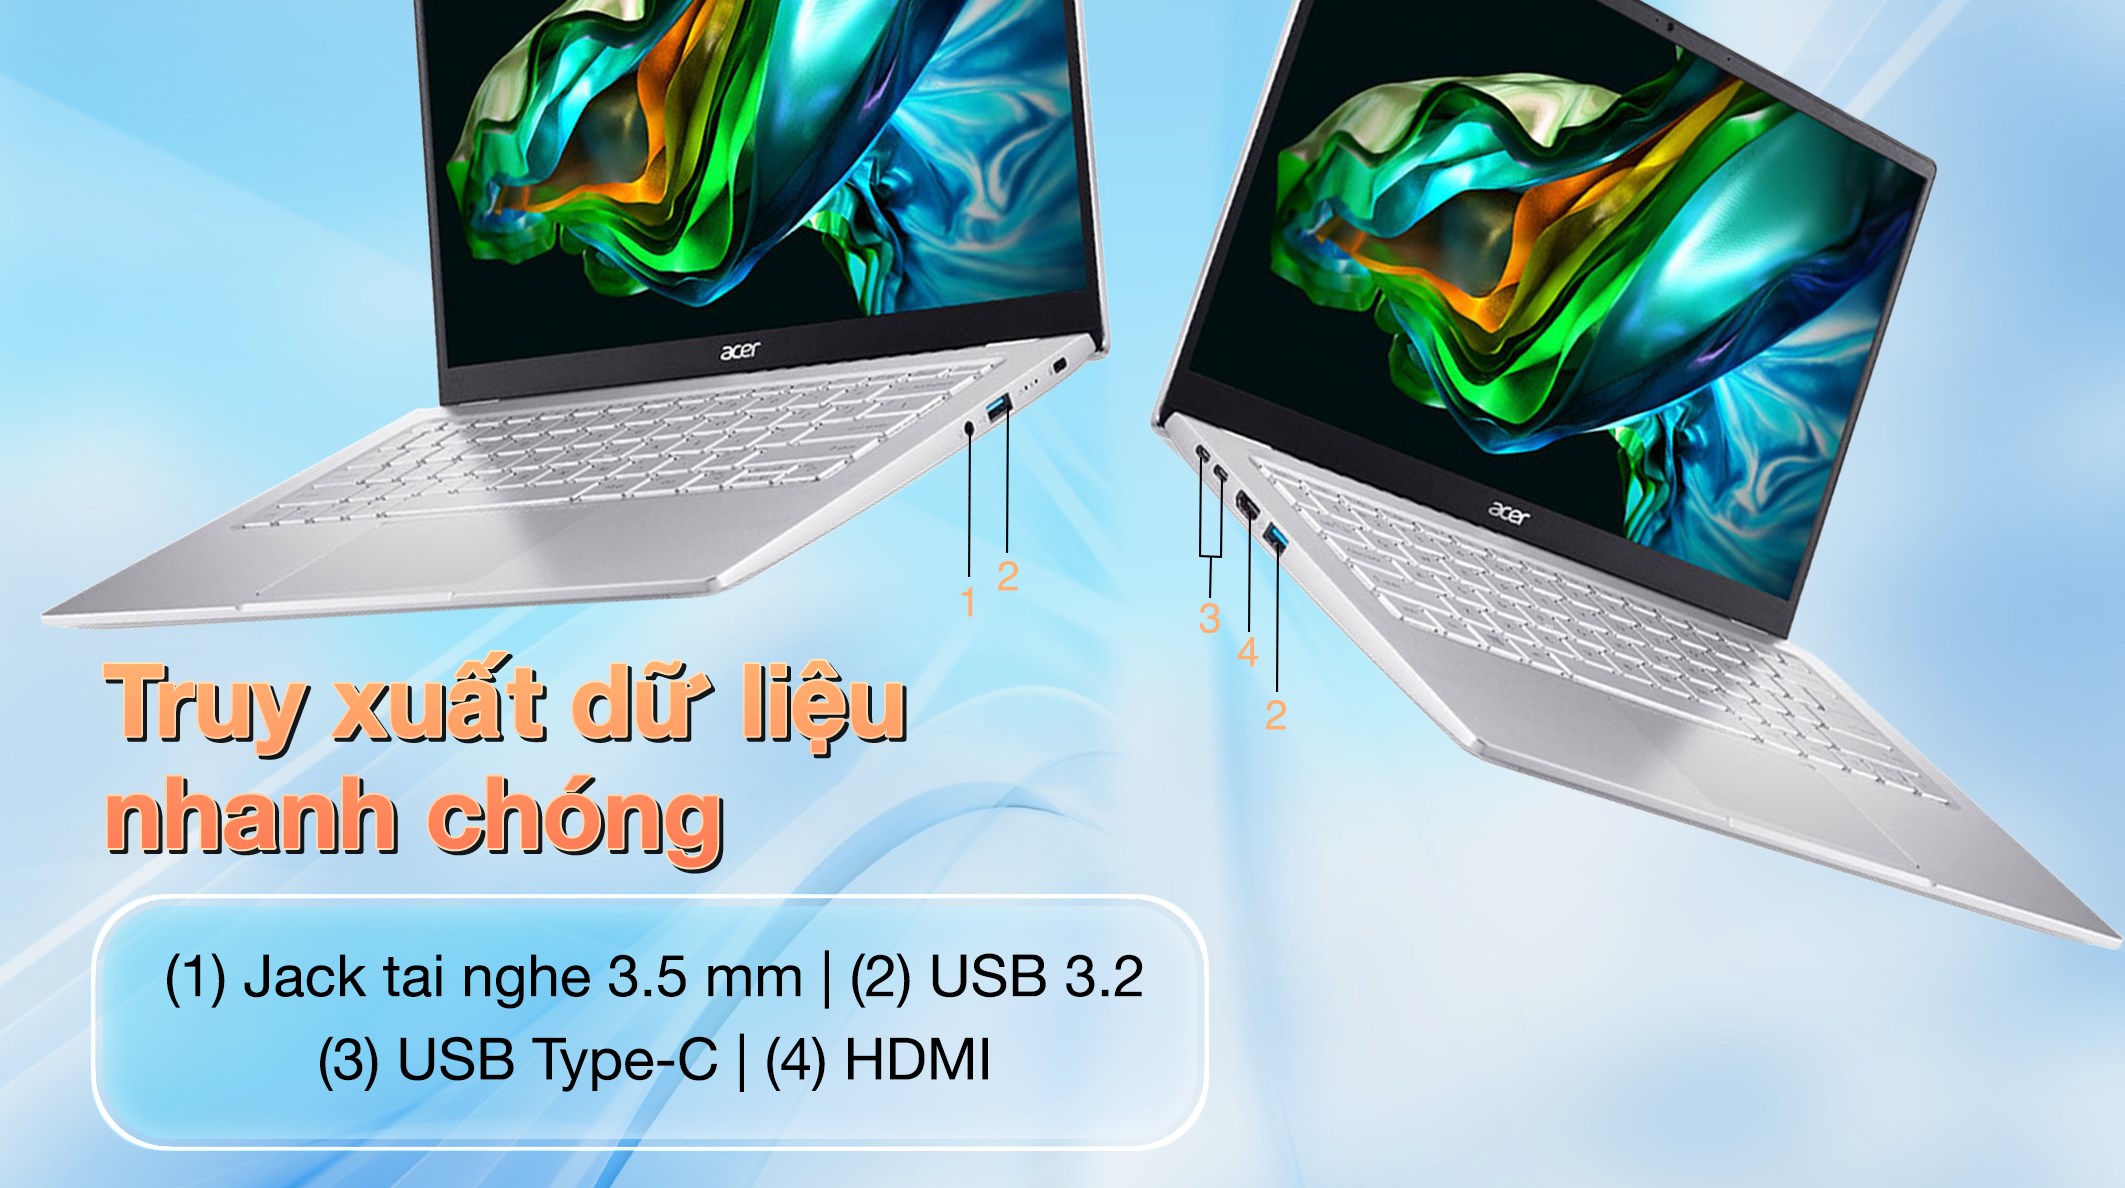 acer
acer
1
2
3
4
2
Truy xuất dữ liệu
nhanh chóng
(1) Jack tai nghe 3.5 mm | (2) USB 3.2
(3) USB Type-C | (4) HDMI